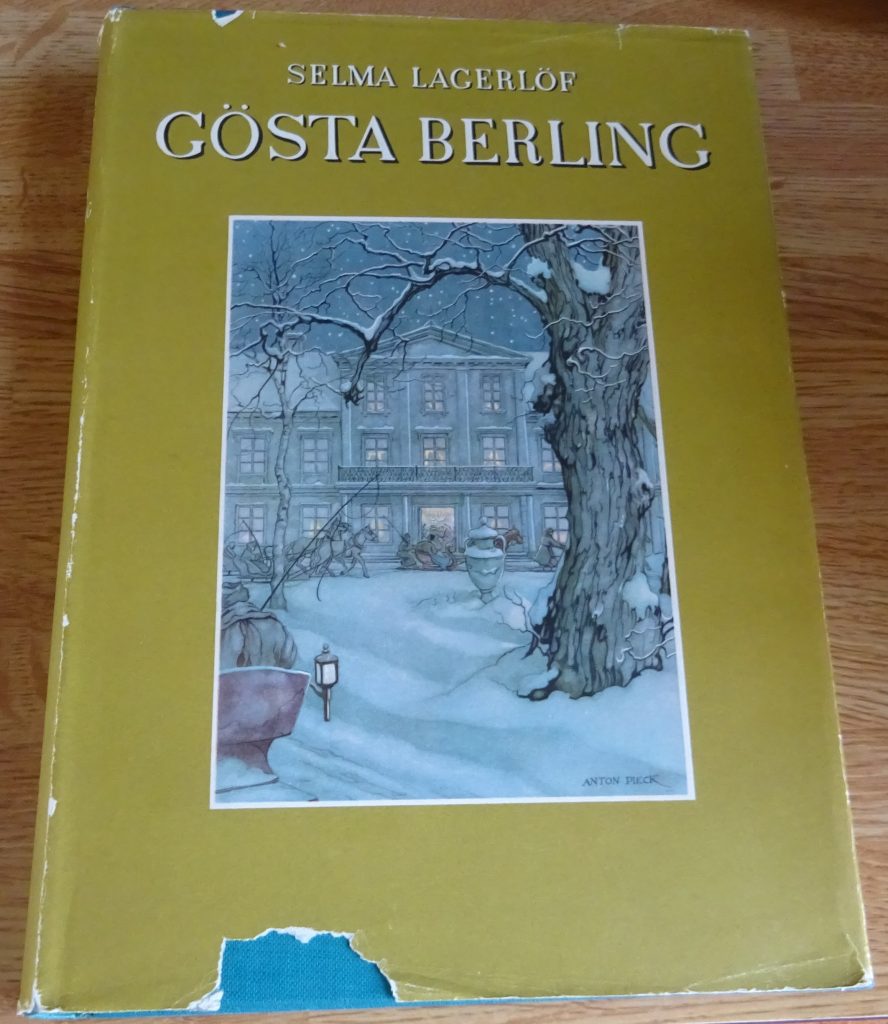 SELMA LAGERLÖF
GÖSTA BERLING
ANTON PIECK